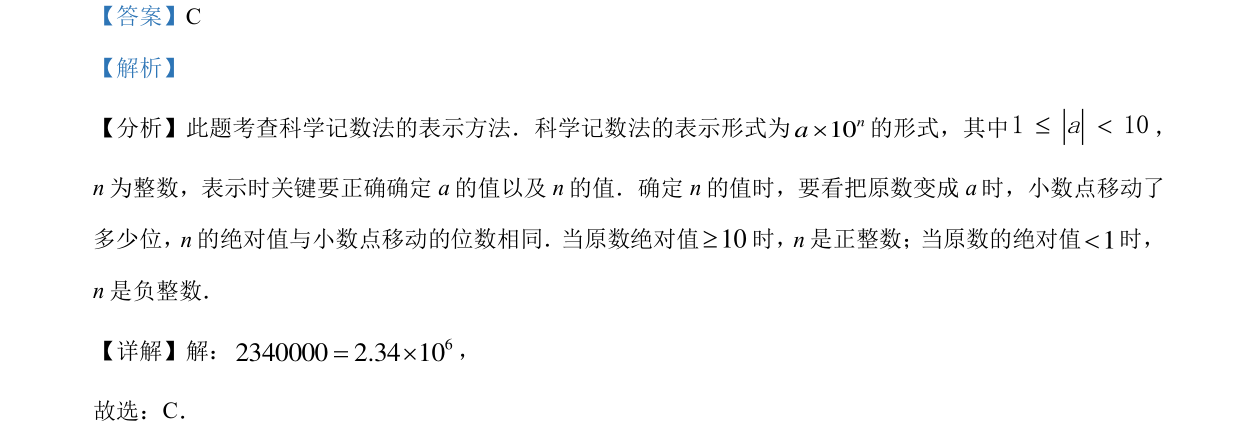 【答案】C
【解析】
【分析】此题考查科学记数法的表示方法．科学记数法的表示形式为 a×10ⁿ 的形式，其中 1 ≤ |a| < 10，
n 为整数，表示时关键要正确确定 a 的值以及 n 的值．确定 n 的值时，要看把原数变成 a 时，小数点移动了
多少位，n 的绝对值与小数点移动的位数相同．当原数绝对值≥10 时，n 是正整数；当原数的绝对值<1 时，
n 是负整数．
【详解】解：2340000=2.34×10⁶，
故选：C．